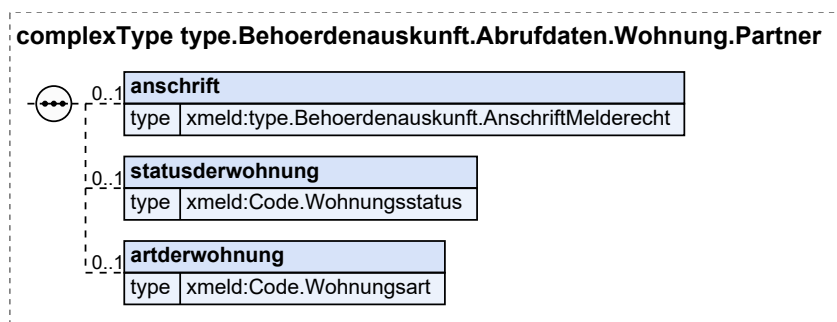 complexType type.Behoerdenauskunft.Abrufdaten.Wohnung.Partner
0..1 anschrift
type xmeld:type.Behoerdenauskunft.AnschriftMelderecht
0..1 statusderwohnung
type xmeld:Code.Wohnungsstatus
0..1 artderwohnung
type xmeld:Code.Wohnungsart